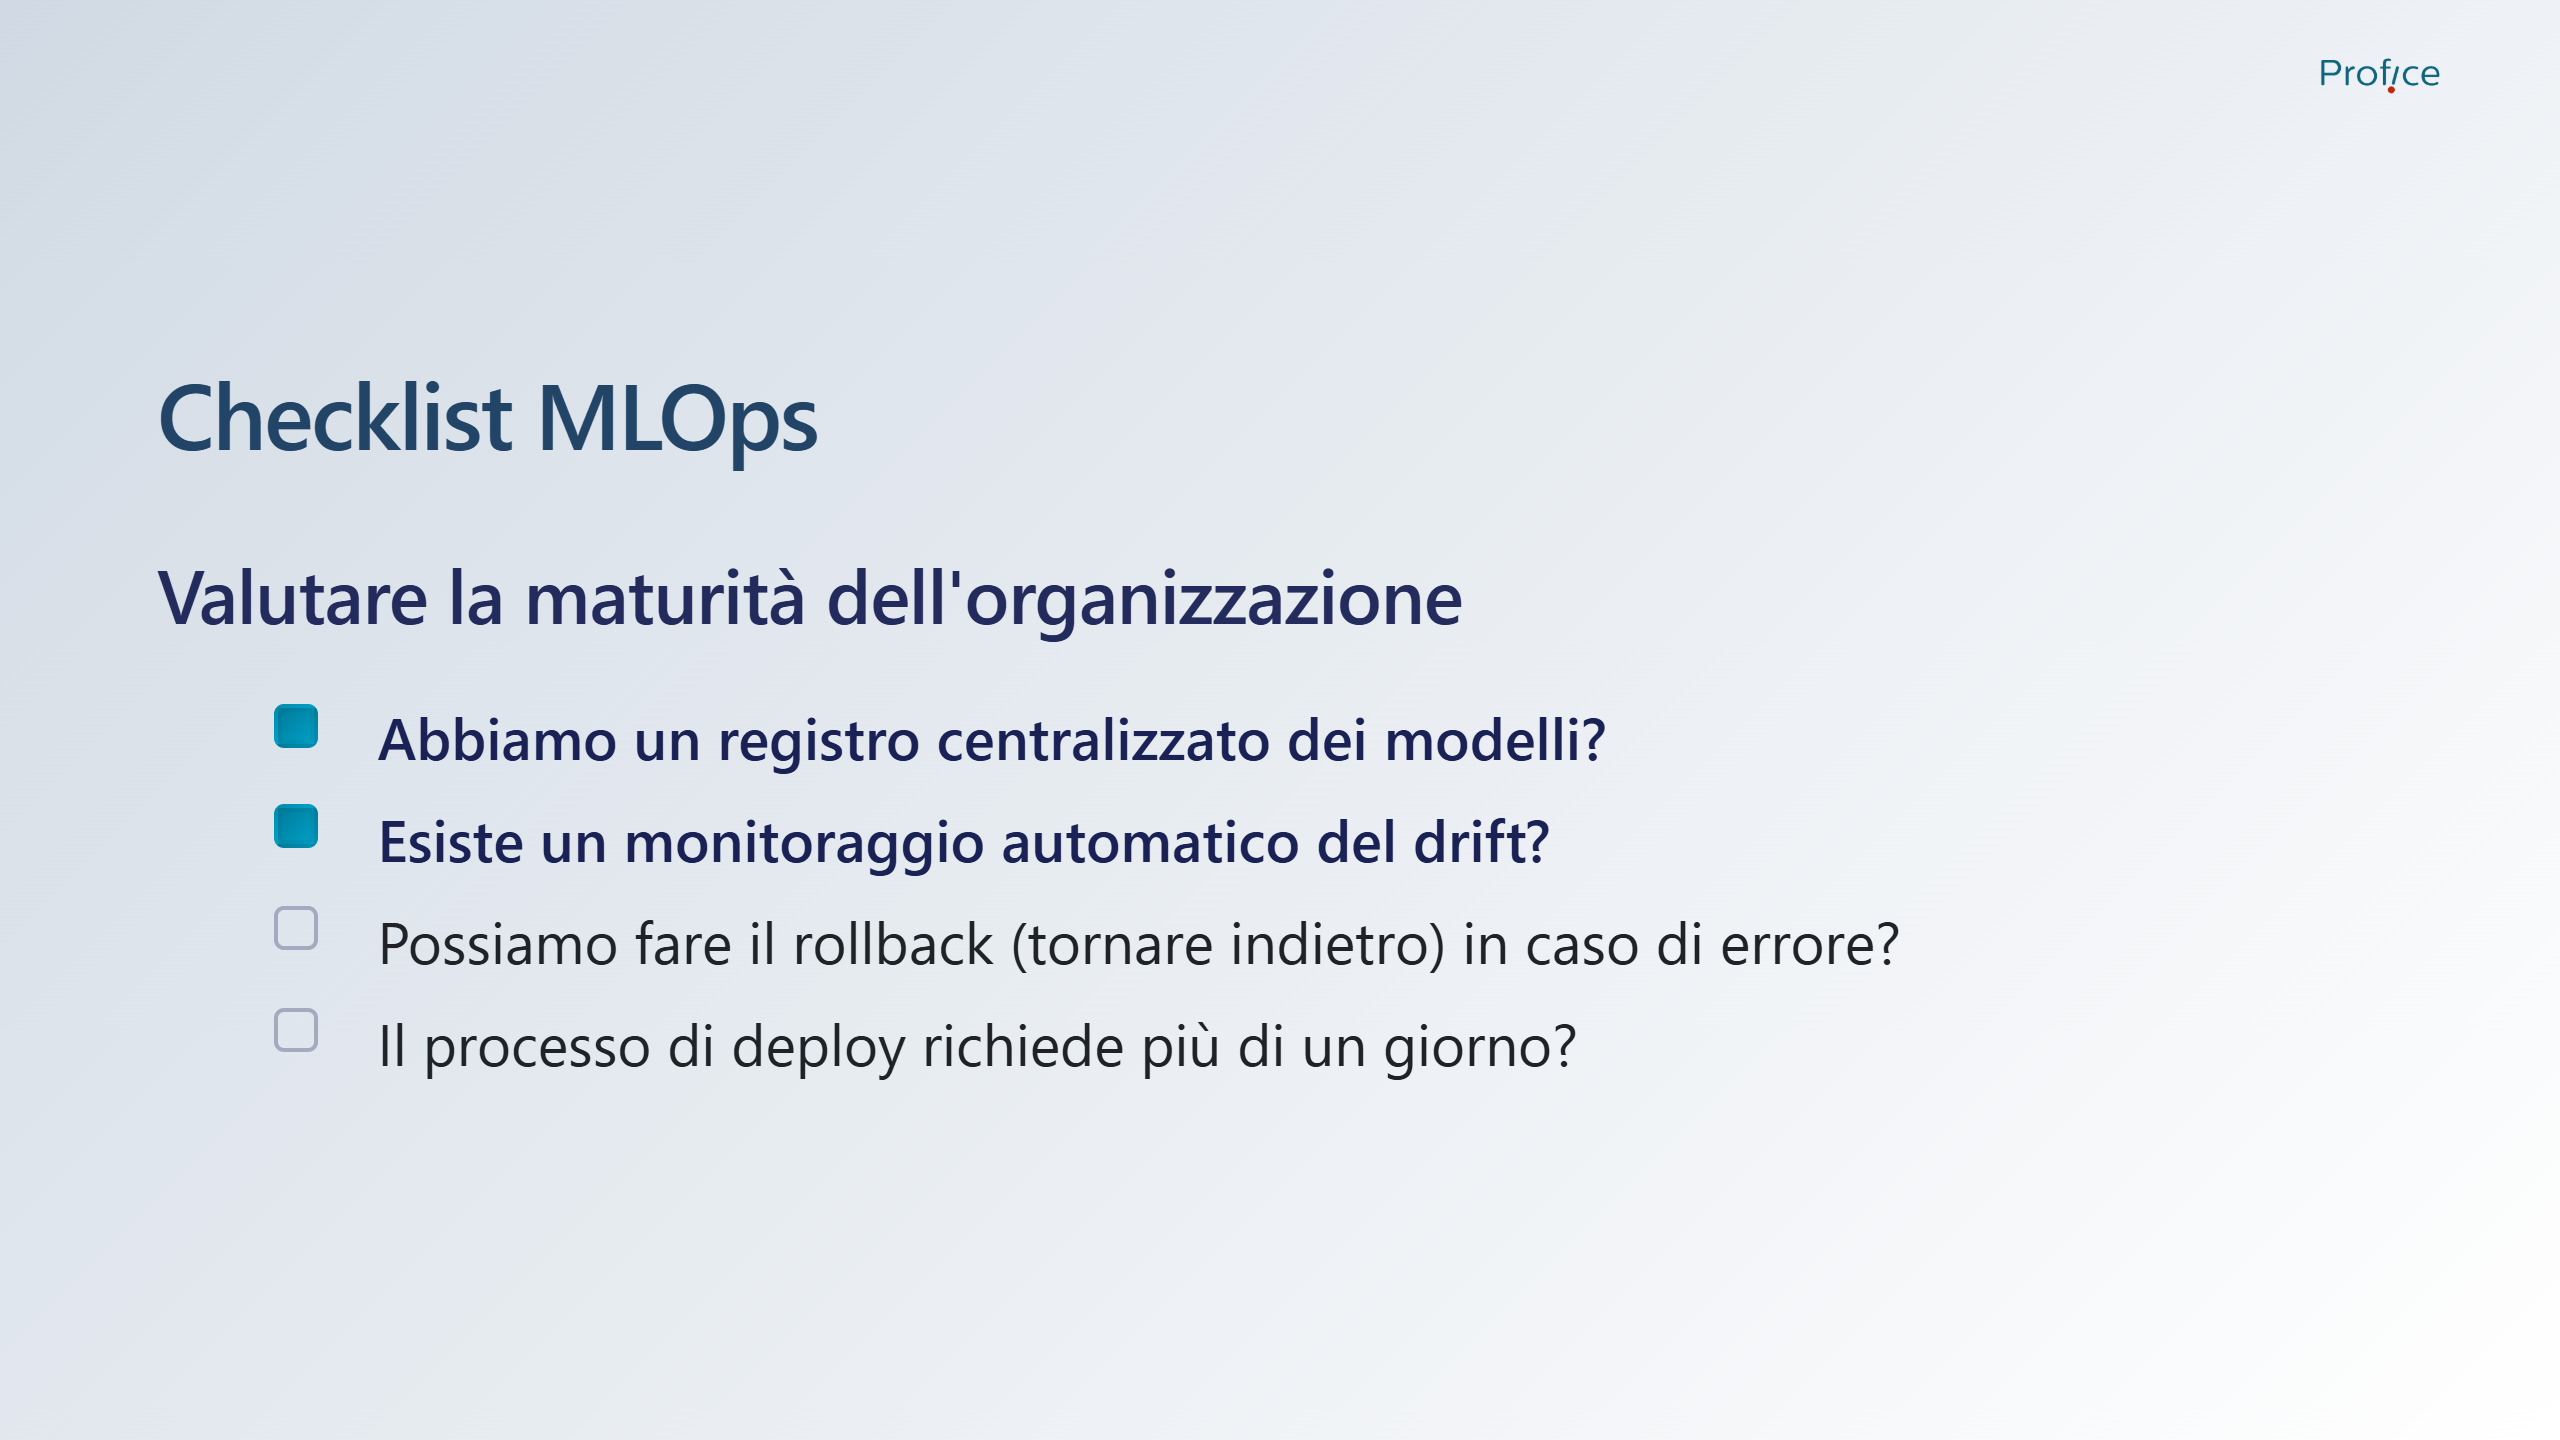 Profice
Checklist MLOps
Valutare la maturità dell'organizzazione
Abbiamo un registro centralizzato dei modelli?
Esiste un monitoraggio automatico del drift?
Possiamo fare il rollback (tornare indietro) in caso di errore?
Il processo di deploy richiede più di un giorno?